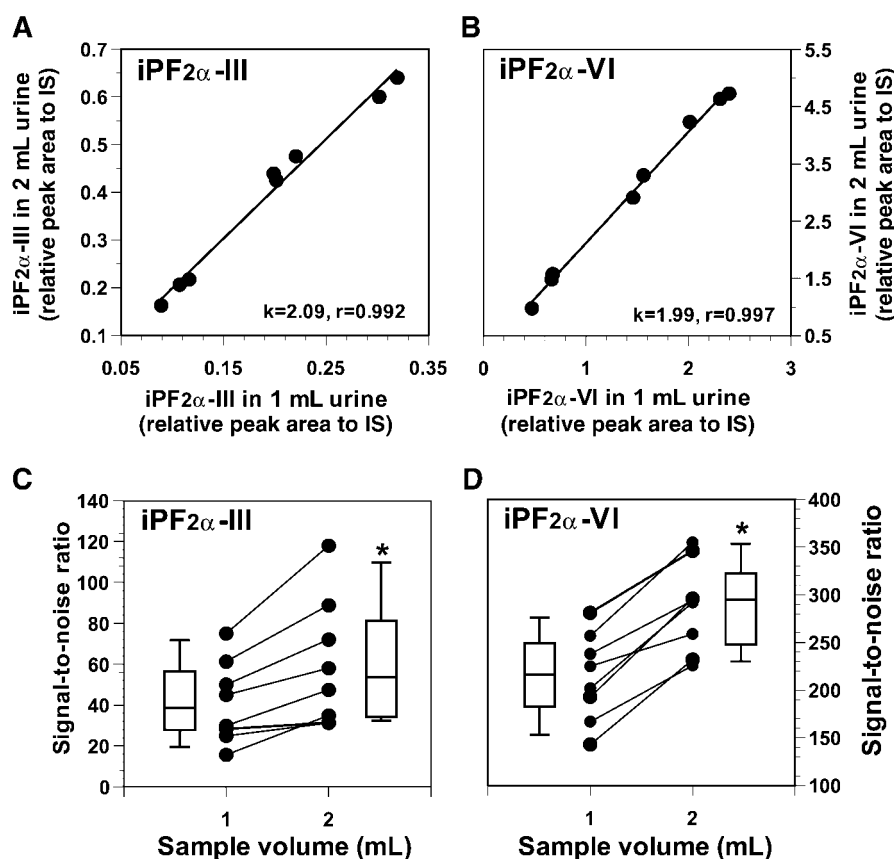 A
iPF2α-III
0.7
0.6
0.5
0.4
0.3
0.2
0.1
k=2.09, r=0.992
0.05
0.15
0.25
0.35
iPF2α-III in 2 mL urine
(relative peak area to IS)
iPF2α-III in 1 mL urine
(relative peak area to IS)
B
iPF2α-VI
5.5
4.5
3.5
2.5
1.5
0.5
k=1.99, r=0.997
0
1
2
3
iPF2α-VI in 2 mL urine
(relative peak area to IS)
iPF2α-VI in 1 mL urine
(relative peak area to IS)
C
iPF2α-III
140
120
100
80
60
40
20
0
*
Signal-to-noise ratio
1
2
Sample volume (mL)
D
iPF2α-VI
400
350
300
250
200
150
100
*
Signal-to-noise ratio
1
2
Sample volume (mL)